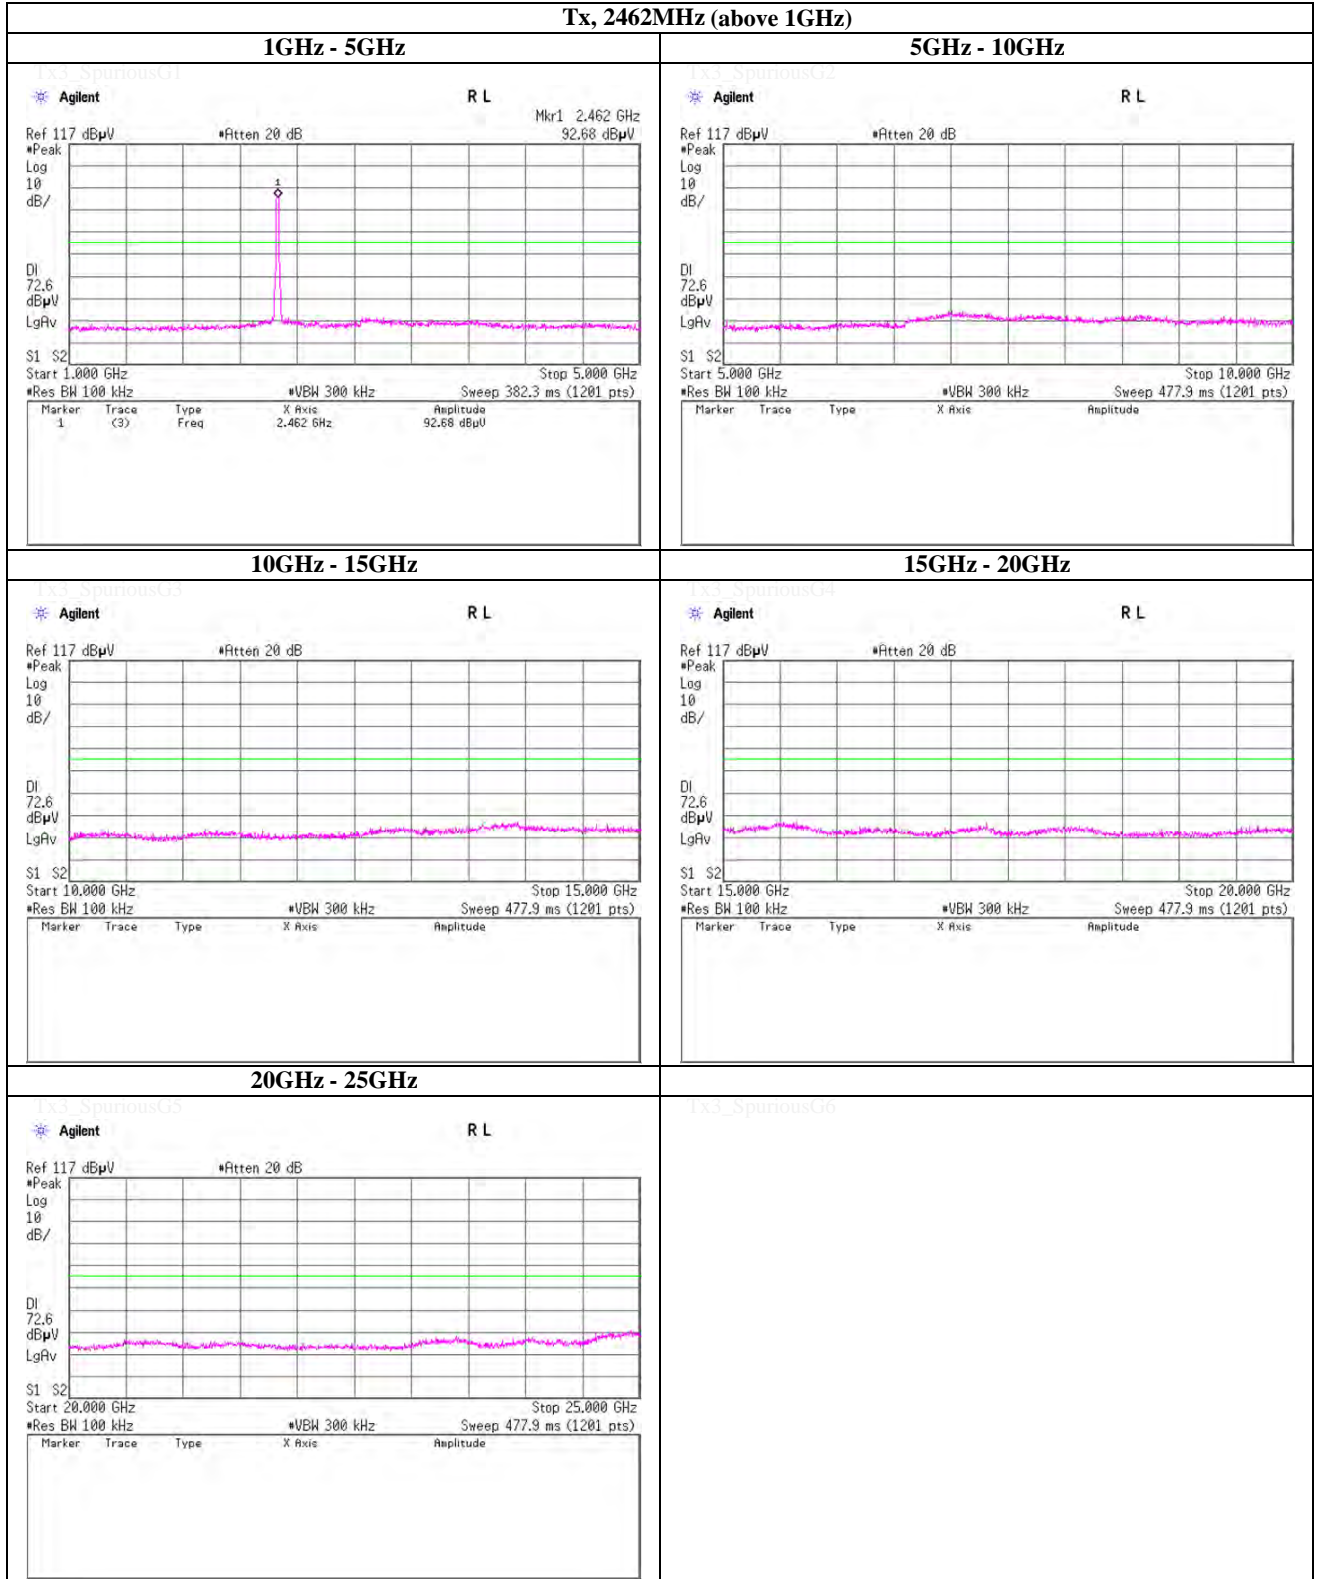 Tx, 2462MHz (above 1GHz)
1GHz - 5GHz
Tx3_SpuriousG1
Agilent
R L
Mkr1 2.462 GHz
Ref 117 dBµV
#Atten 20 dB
92.68 dBµV
#Peak
Log
10
dB/
1
DI
72.6
dBµV
LgAv
S1 S2
Start 1.000 GHz
Stop 5.000 GHz
#Res BW 100 kHz
#VBW 300 kHz
Sweep 382.3 ms (1201 pts)
Marker Trace Type X Axis Amplitude
1 (3) Freq 2.462 GHz 92.68 dBµV
5GHz - 10GHz
Tx3_SpuriousG2
Agilent
R L
Ref 117 dBµV
#Atten 20 dB
#Peak
Log
10
dB/
DI
72.6
dBµV
LgAv
S1 S2
Start 5.000 GHz
Stop 10.000 GHz
#Res BW 100 kHz
#VBW 300 kHz
Sweep 477.9 ms (1201 pts)
Marker Trace Type X Axis Amplitude
10GHz - 15GHz
Tx3_SpuriousG3
Agilent
R L
Ref 117 dBµV
#Atten 20 dB
#Peak
Log
10
dB/
DI
72.6
dBµV
LgAv
S1 S2
Start 10.000 GHz
Stop 15.000 GHz
#Res BW 100 kHz
#VBW 300 kHz
Sweep 477.9 ms (1201 pts)
Marker Trace Type X Axis Amplitude
15GHz - 20GHz
Tx3_SpuriousG4
Agilent
R L
Ref 117 dBµV
#Atten 20 dB
#Peak
Log
10
dB/
DI
72.6
dBµV
LgAv
S1 S2
Start 15.000 GHz
Stop 20.000 GHz
#Res BW 100 kHz
#VBW 300 kHz
Sweep 477.9 ms (1201 pts)
Marker Trace Type X Axis Amplitude
20GHz - 25GHz
Tx3_SpuriousG5
Agilent
R L
Ref 117 dBµV
#Atten 20 dB
#Peak
Log
10
dB/
DI
72.6
dBµV
LgAv
S1 S2
Start 20.000 GHz
Stop 25.000 GHz
#Res BW 100 kHz
#VBW 300 kHz
Sweep 477.9 ms (1201 pts)
Marker Trace Type X Axis Amplitude
Tx3_SpuriousG6